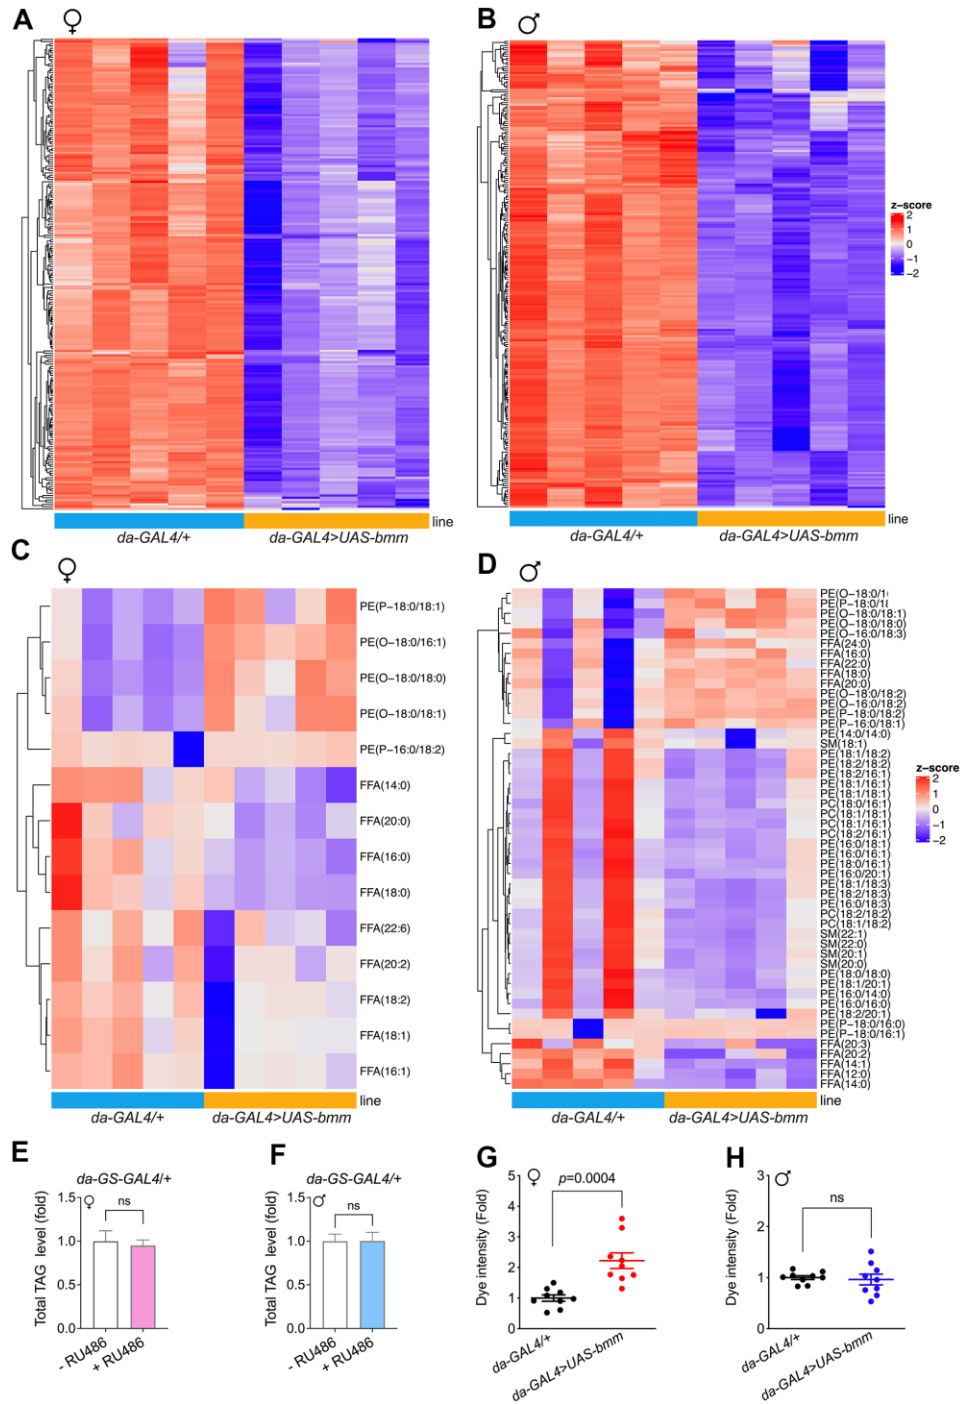 A ♀
B ♂
z−score
2
1
0
−1
−2
line
da-GAL4/+
da-GAL4>UAS-bmm
line
da-GAL4/+
da-GAL4>UAS-bmm
C ♀
PE(P−18:0/18:1)
PE(O−18:0/16:1)
PE(O−18:0/18:0)
PE(O−18:0/18:1)
PE(P−16:0/18:2)
FFA(14:0)
FFA(20:0)
FFA(16:0)
FFA(18:0)
FFA(22:6)
FFA(20:2)
FFA(18:2)
FFA(18:1)
FFA(16:1)
line
da-GAL4/+
da-GAL4>UAS-bmm
D ♂
PE(O−18:0/1
PE(P−18:0/1
PE(O−18:0/18:1)
PE(O−18:0/18:0)
PE(O−16:0/18:3)
FFA(24:0)
FFA(16:0)
FFA(22:0)
FFA(18:0)
FFA(20:0)
PE(O−18:0/18:2)
PE(O−16:0/18:2)
PE(P−18:0/18:2)
PE(P−16:0/18:1)
PE(14:0/14:0)
SM(18:1)
PE(18:1/18:2)
PE(18:2/18:2)
PE(18:2/16:1)
PE(18:1/16:1)
PE(18:1/18:1)
PC(18:0/16:1)
PC(18:1/18:1)
PC(18:1/16:1)
PC(18:2/16:1)
PE(16:0/18:1)
PE(16:0/16:1)
PE(18:0/16:1)
PE(16:0/20:1)
PE(18:1/18:3)
PE(18:2/18:3)
PE(16:0/18:3)
PC(18:2/18:2)
PC(18:1/18:2)
SM(22:1)
SM(22:0)
SM(20:1)
SM(20:0)
PE(18:0/18:0)
PE(18:1/20:1)
PE(16:0/14:0)
PE(16:0/16:0)
PE(18:2/20:1)
PE(P−18:0/16:0)
PE(P−18:0/16:1)
FFA(20:3)
FFA(20:2)
FFA(14:1)
FFA(12:0)
FFA(14:0)
z−score
2
1
0
−1
−2
line
da-GAL4/+
da-GAL4>UAS-bmm
E
da-GS-GAL4/+
♀
ns
Total TAG level (fold)
1.5
1.0
0.5
0.0
- RU486
+ RU486
F
da-GS-GAL4/+
♂
ns
Total TAG level (fold)
1.5
1.0
0.5
0.0
- RU486
+ RU486
G ♀
p=0.0004
Dye intensity (Fold)
5
4
3
2
1
0
da-GAL4/+
da-GAL4>UAS-bmm
H ♂
ns
Dye intensity (Fold)
3
2
1
0
da-GAL4/+
da-GAL4>UAS-bmm